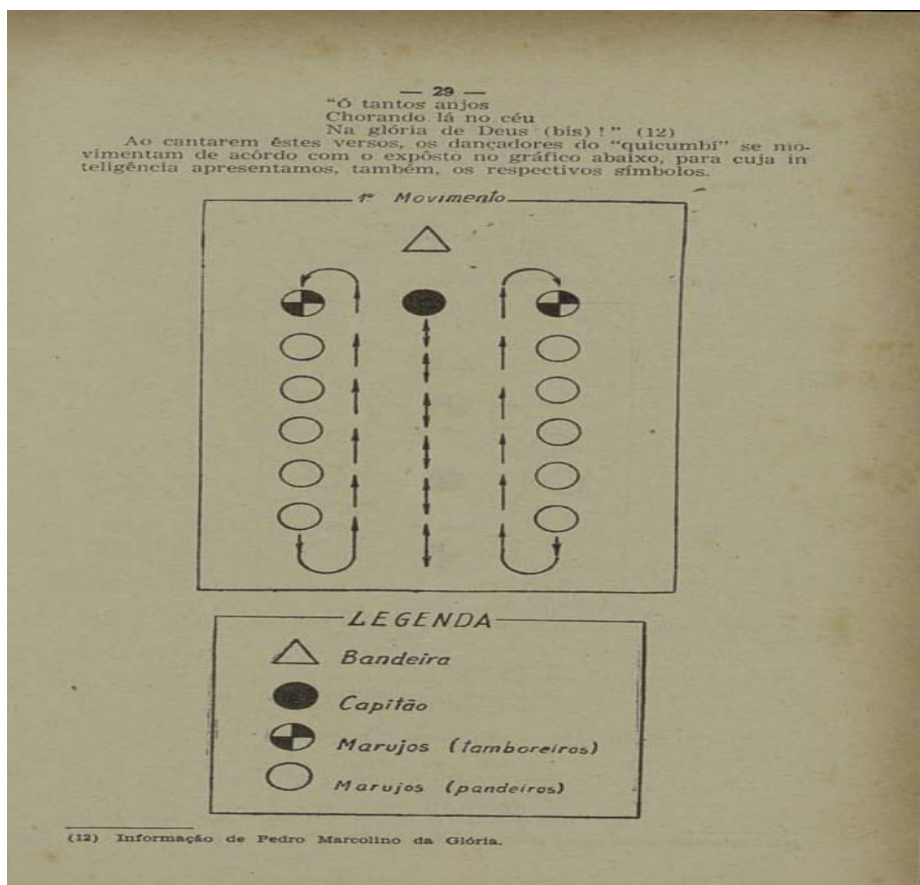 — 29 —
"Ó tantos anjos
Chorando lá no céu
Na glória de Deus (bis)!" (12)
Ao cantarem êstes versos, os dançadores do "quicumbí" se mo-
vimentam de acôrdo com o expôsto no gráfico abaixo, para cuja in
teligência apresentamos, também, os respectivos símbolos.
1º Movimento
LEGENDA
Bandeira
Capitão
Marujos (tamboreiros)
Marujos (pandeiros)
(12) Informação de Pedro Marcolino da Glória.